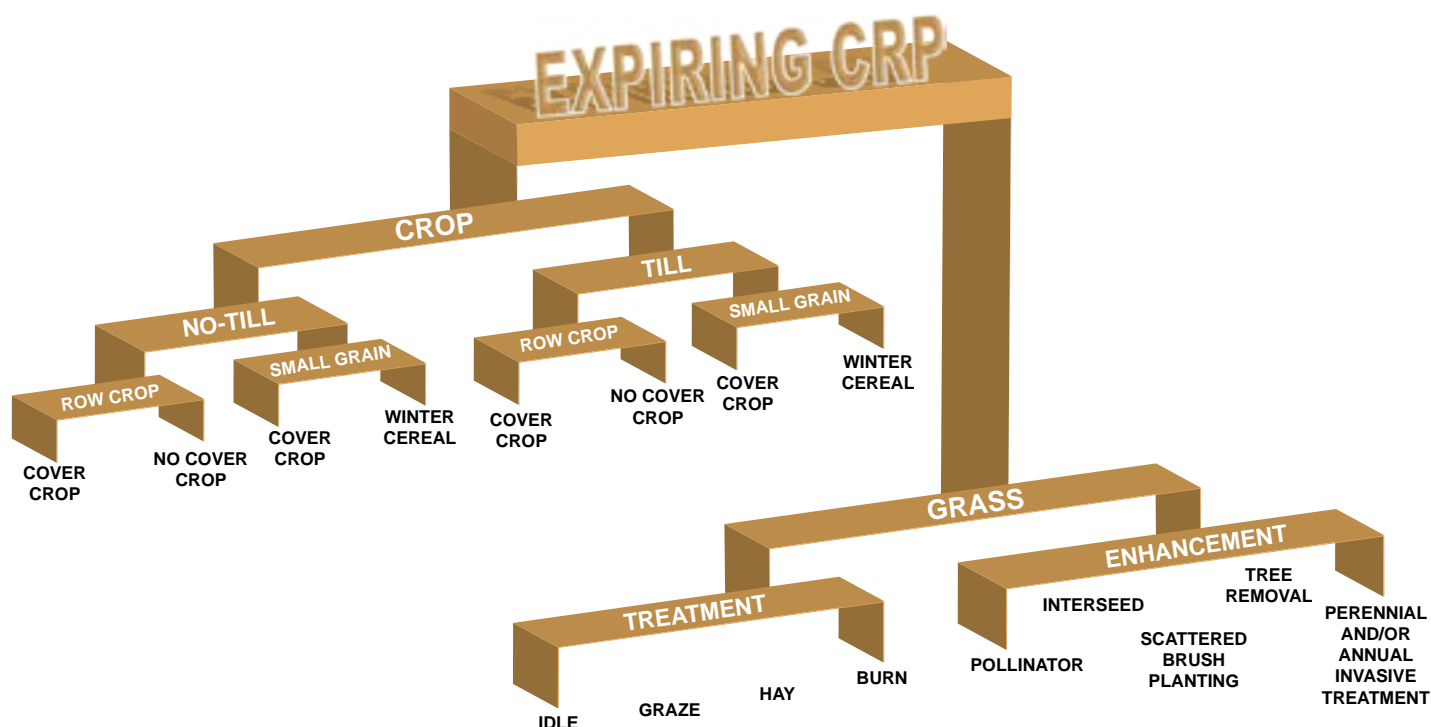 EXPIRING CRP
CROP
NO-TILL
ROW CROP
COVER
CROP
NO COVER
CROP
SMALL GRAIN
COVER
CROP
WINTER
CEREAL
TILL
ROW CROP
COVER
CROP
NO COVER
CROP
SMALL GRAIN
COVER
CROP
WINTER
CEREAL
GRASS
TREATMENT
IDLE
GRAZE
HAY
BURN
ENHANCEMENT
POLLINATOR
INTERSEED
SCATTERED
BRUSH
PLANTING
TREE
REMOVAL
PERENNIAL
AND/OR
ANNUAL
INVASIVE
TREATMENT